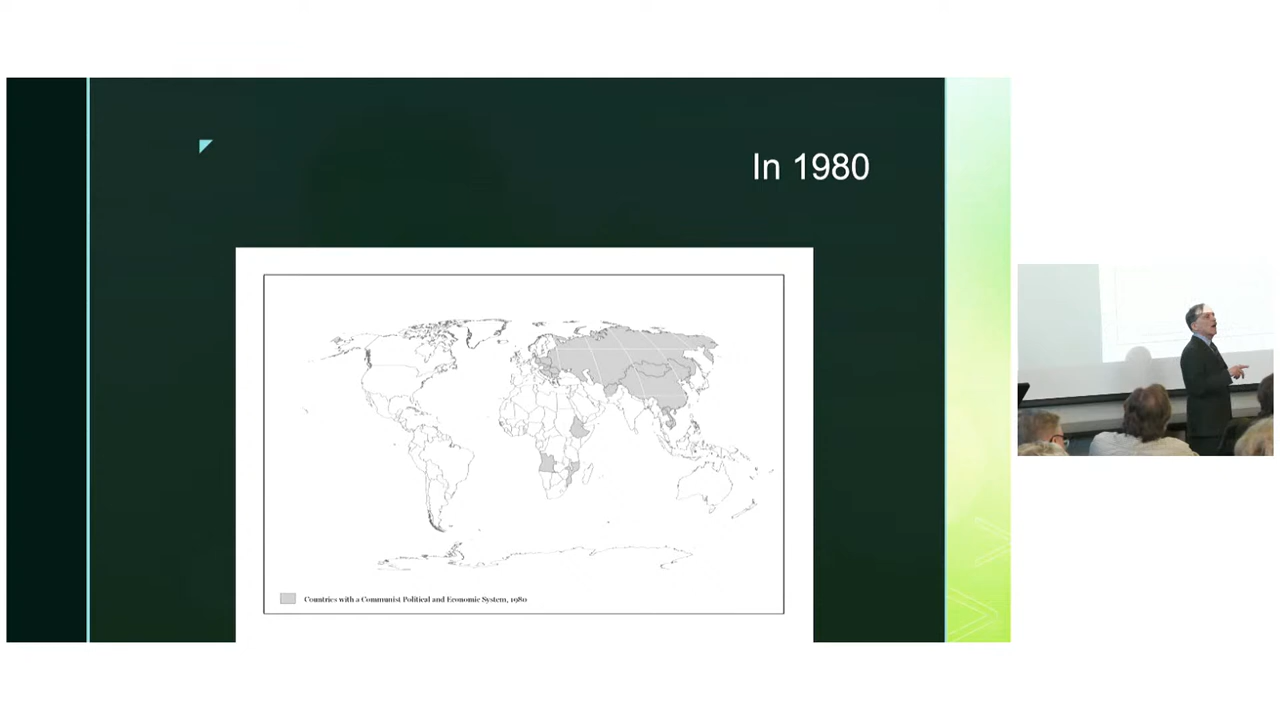 In 1980
Countries with a Communist Political and Economic System, 1980